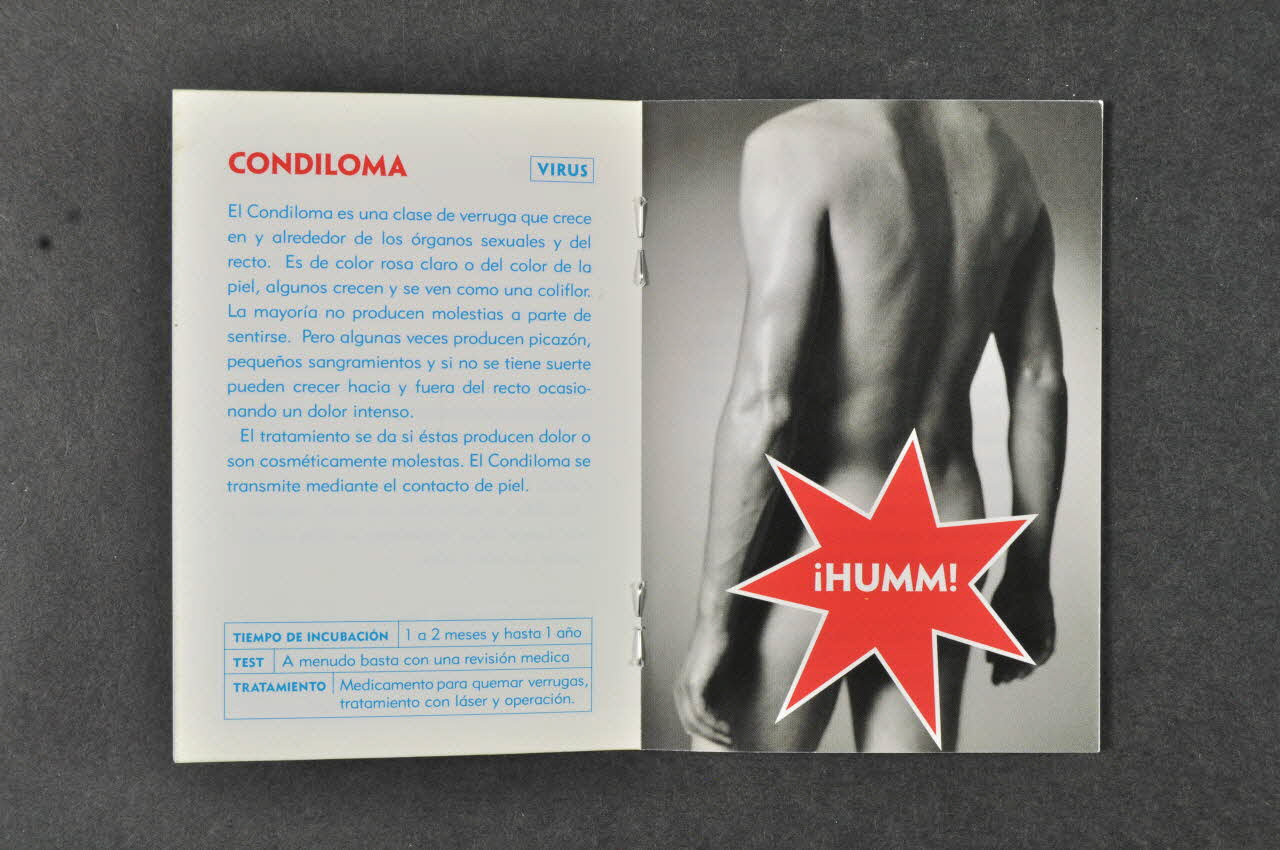 CONDILOMA
VIRUS
El Condiloma es una clase de verruga que crece
en y alrededor de los órganos sexuales y del
recto. Es de color rosa claro o del color de la
piel, algunos crecen y se ven como una coliflor.
La mayoría no producen molestias a parte de
sentirse. Pero algunas veces producen picazón,
pequeños sangramientos y si no se tiene suerte
pueden crecer hacia y fuera del recto ocasio-
nando un dolor intenso.
El tratamiento se da si éstas producen dolor o
son cosméticamente molestas. El Condiloma se
transmite mediante el contacto de piel.
TIEMPO DE INCUBACIÓN 1 a 2 meses y hasta 1 año
TEST A menudo basta con una revisión medica
TRATAMIENTO Medicamento para quemar verrugas,
tratamiento con láser y operación.
¡HUMM!